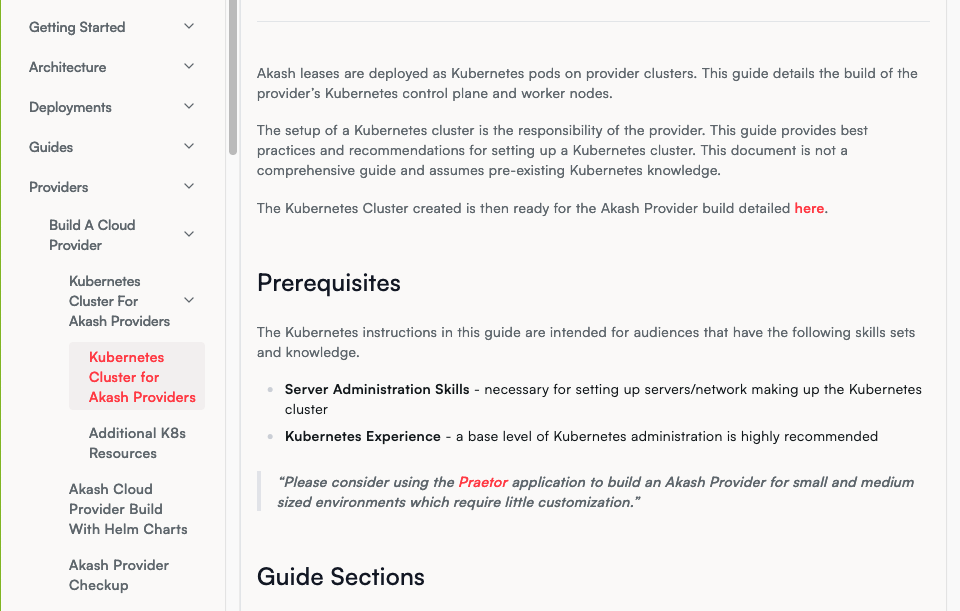 Getting Started
Architecture
Deployments
Guides
Providers
Build A Cloud
Provider
Kubernetes
Cluster For
Akash Providers
Kubernetes
Cluster for
Akash Providers
Additional K8s
Resources
Akash Cloud
Provider Build
With Helm Charts
Akash Provider
Checkup
Akash leases are deployed as Kubernetes pods on provider clusters. This guide details the build of the
provider’s Kubernetes control plane and worker nodes.
The setup of a Kubernetes cluster is the responsibility of the provider. This guide provides best
practices and recommendations for setting up a Kubernetes cluster. This document is not a
comprehensive guide and assumes pre-existing Kubernetes knowledge.
The Kubernetes Cluster created is then ready for the Akash Provider build detailed here.
Prerequisites
The Kubernetes instructions in this guide are intended for audiences that have the following skills sets
and knowledge.
Server Administration Skills - necessary for setting up servers/network making up the Kubernetes
cluster
Kubernetes Experience - a base level of Kubernetes administration is highly recommended
“Please consider using the Praetor application to build an Akash Provider for small and medium
sized environments which require little customization.”
Guide Sections